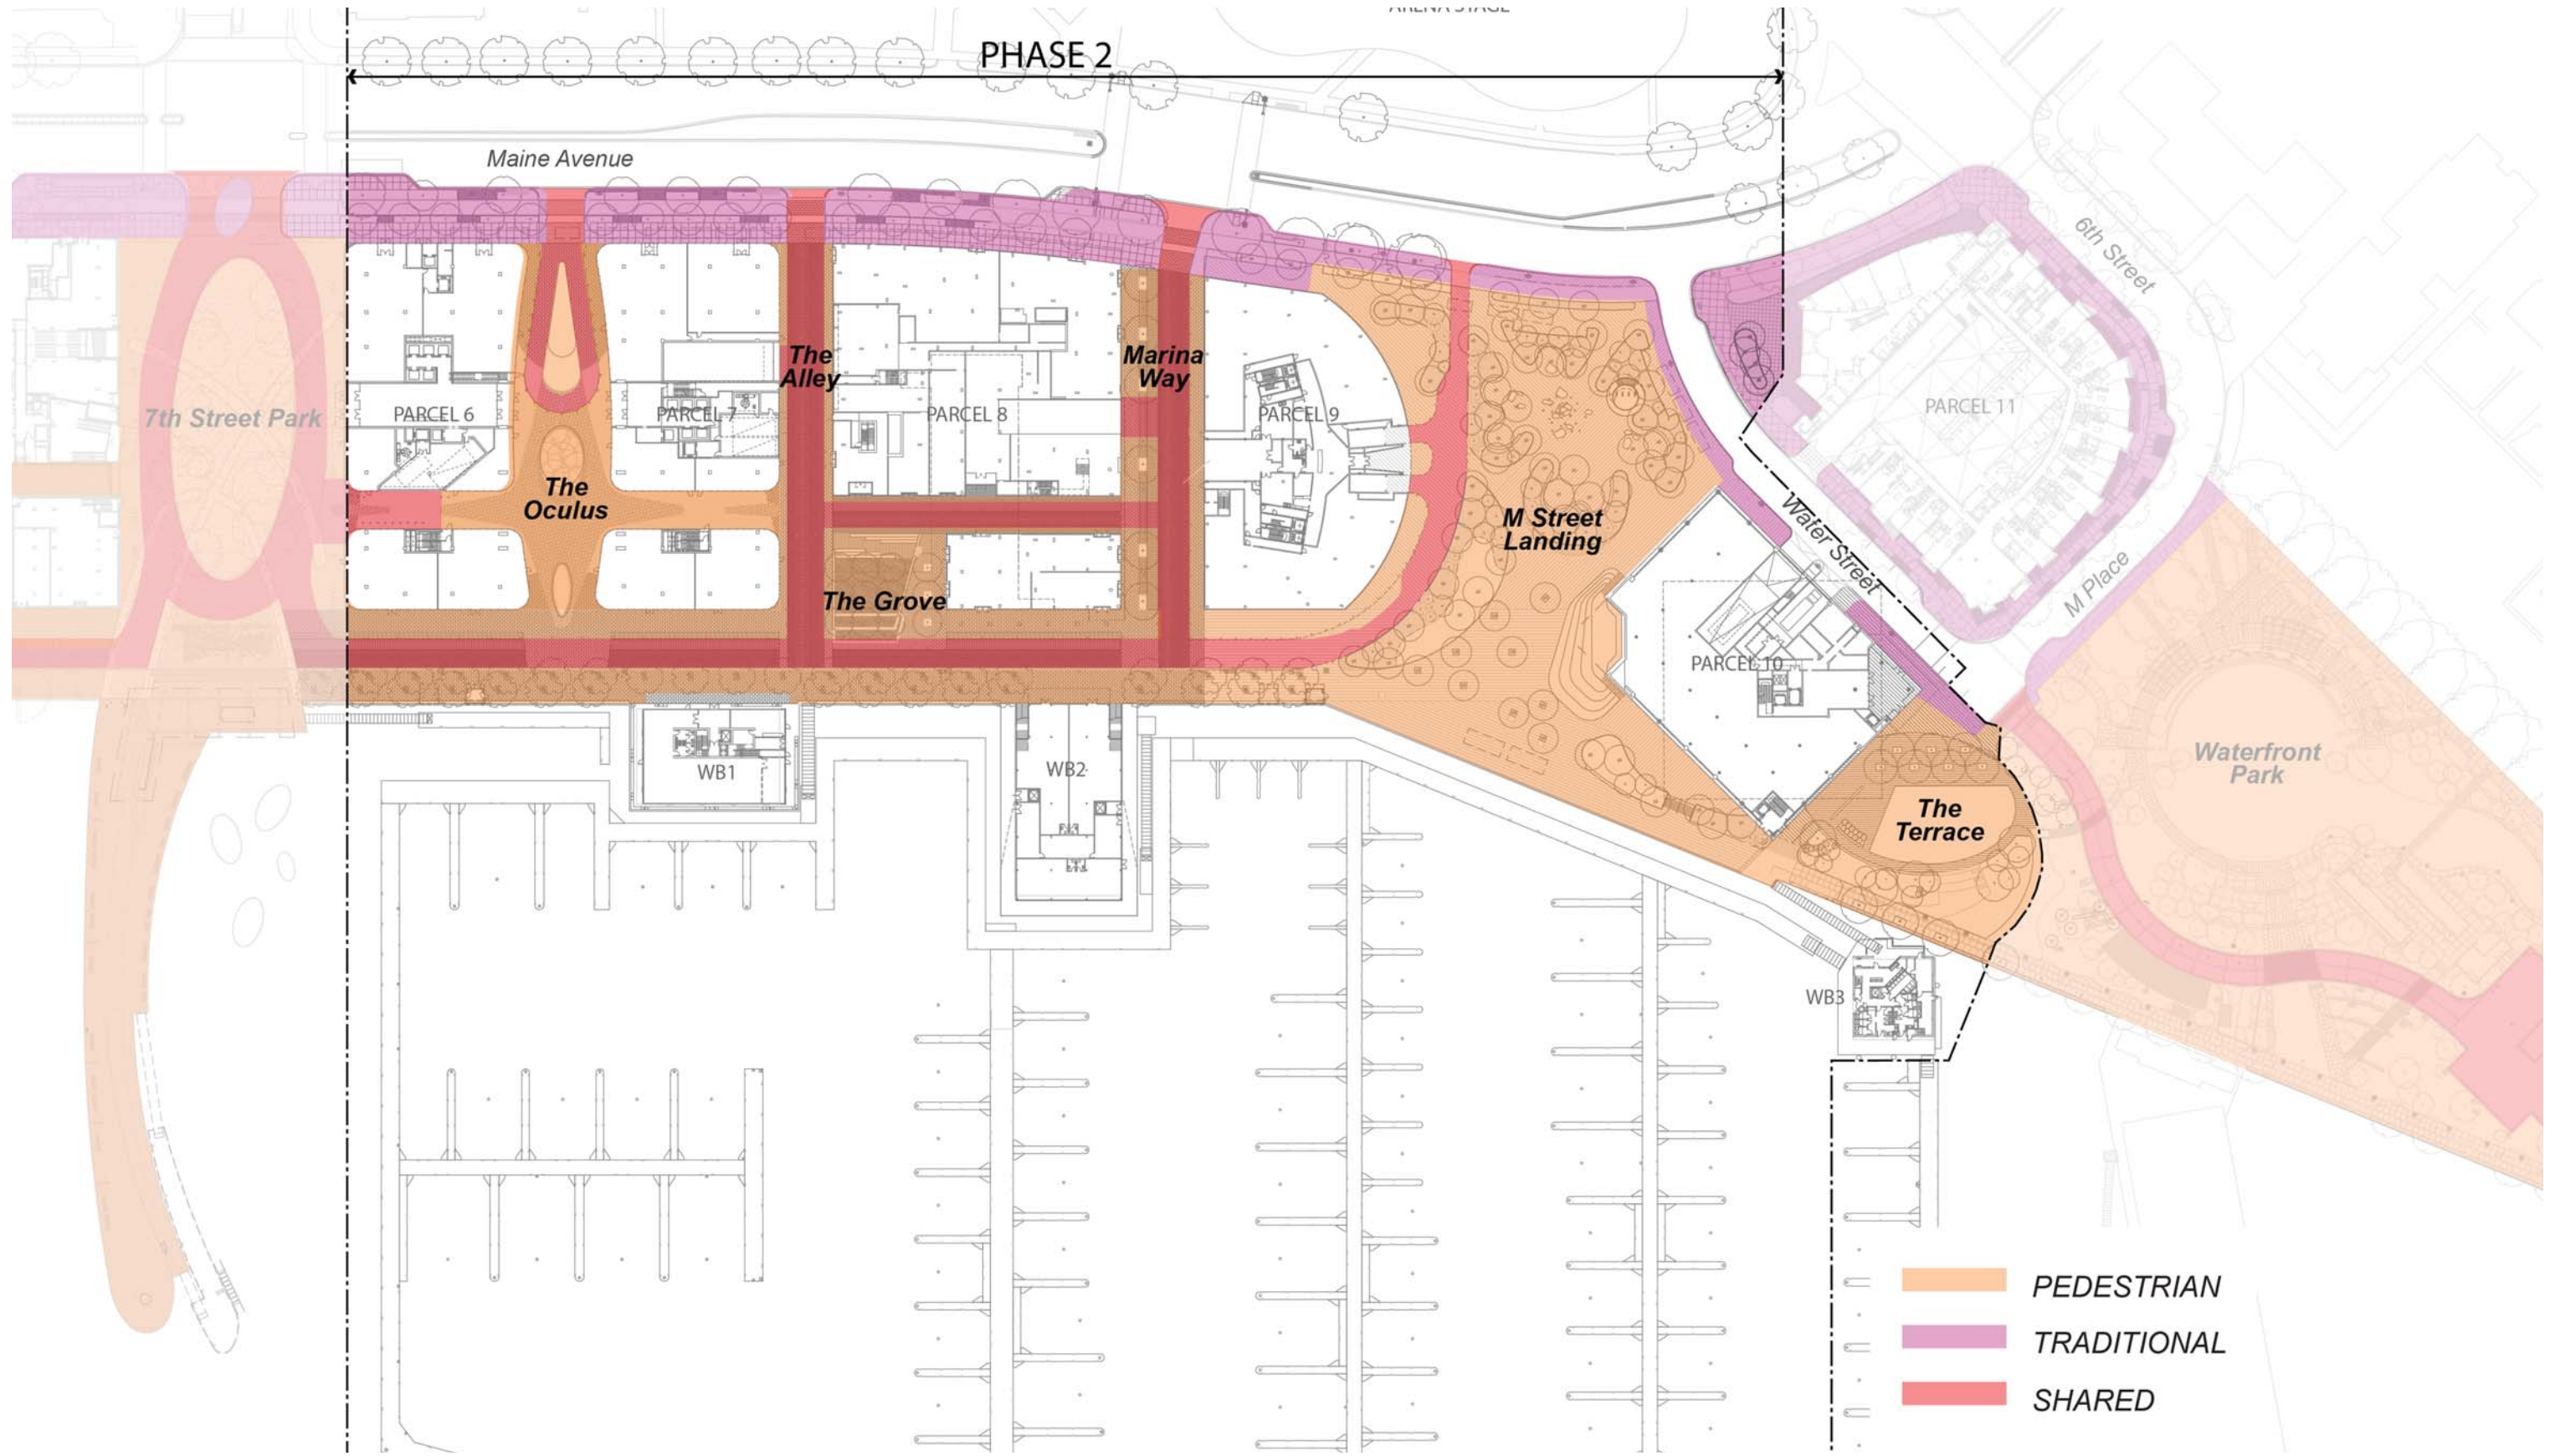 ARENA STAGE
PHASE 2
Maine Avenue
6th Street
7th Street Park
PARCEL 6
PARCEL 7
The
Alley
PARCEL 8
Marina
Way
PARCEL 9
PARCEL 11
The
Oculus
M Street
Landing
Water Street
M Place
The Grove
PARCEL 10
WB1
WB2
Waterfront
Park
The
Terrace
WB3
PEDESTRIAN
TRADITIONAL
SHARED